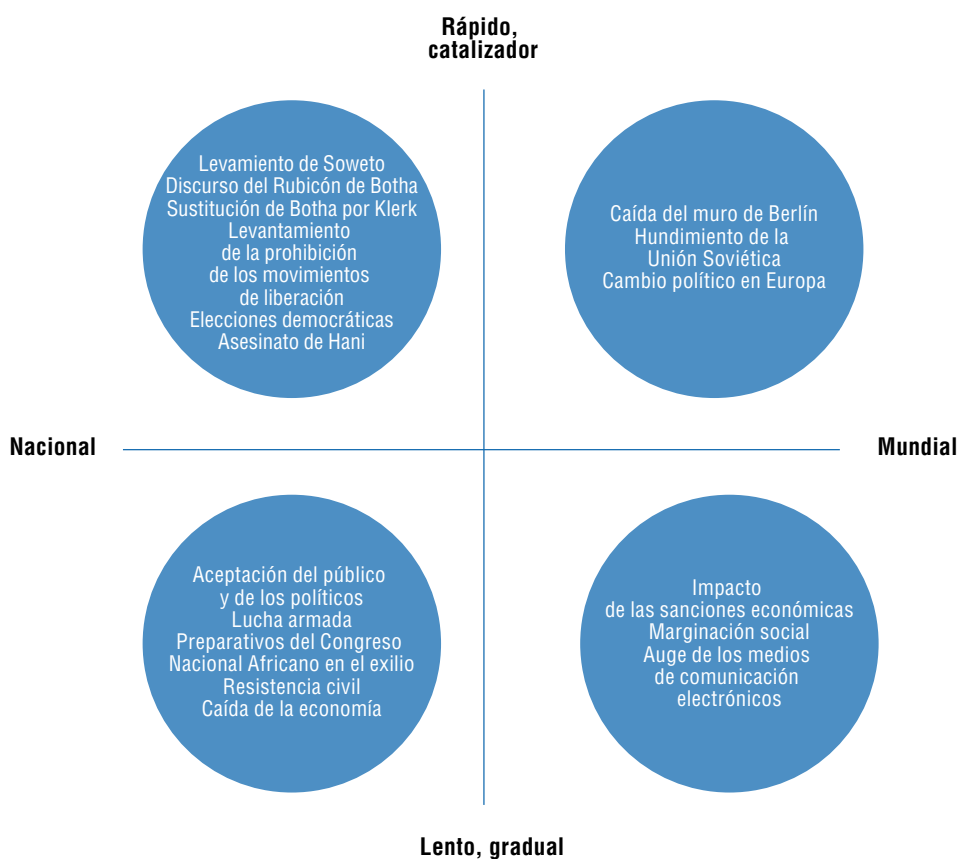 Rápido,
catalizador
Levamiento de Soweto
Discurso del Rubicón de Botha
Sustitución de Botha por Klerk
Levantamiento
de la prohibición
de los movimientos
de liberación
Elecciones democráticas
Asesinato de Hani
Caída del muro de Berlín
Hundimiento de la
Unión Soviética
Cambio político en Europa
Nacional
Mundial
Aceptación del público
y de los políticos
Lucha armada
Preparativos del Congreso
Nacional Africano en el exilio
Resistencia civil
Caída de la economía
Impacto
de las sanciones económicas
Marginación social
Auge de los medios
de comunicación
electrónicos
Lento, gradual